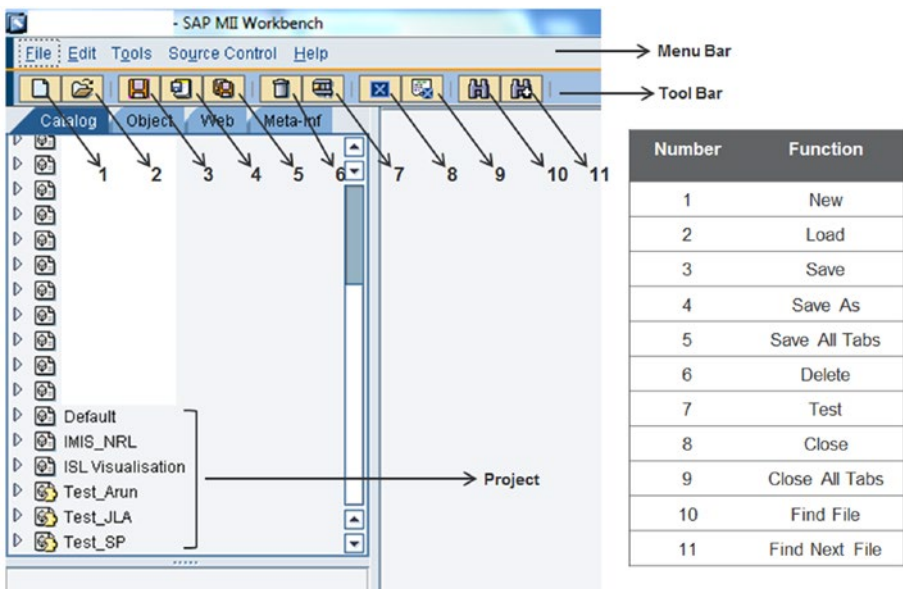 - SAP MII Workbench
File Edit Tools Source Control Help
Menu Bar
Tool Bar
Catalog Object Web Meta-Inf
1 2 3 4 5 6 7 8 9 10 11
Default
IMIS_NRL
ISL Visualisation
Test_Arun
Test_JLA
Test_SP
Project
Number Function
1 New
2 Load
3 Save
4 Save As
5 Save All Tabs
6 Delete
7 Test
8 Close
9 Close All Tabs
10 Find File
11 Find Next File